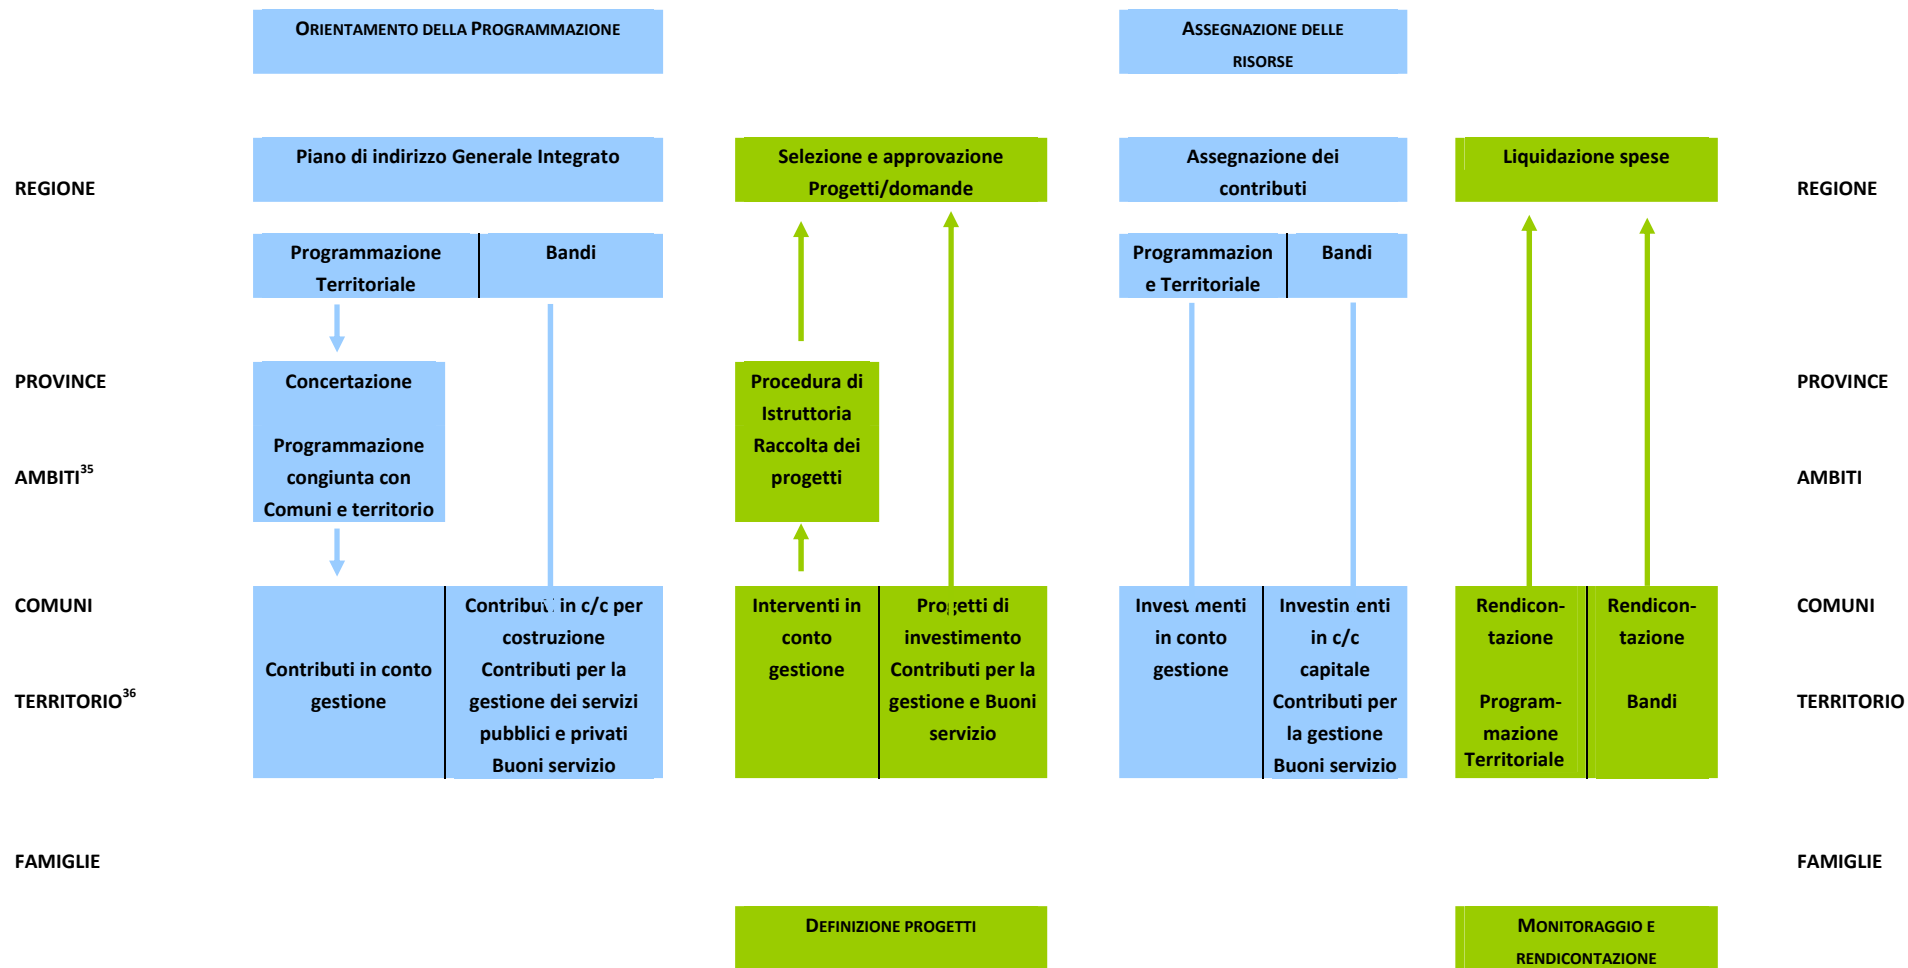 ORIENTAMENTO DELLA PROGRAMMAZIONE
ASSEGNAZIONE DELLE
RISORSE
REGIONE
Piano di indirizzo Generale Integrato
Selezione e approvazione
Progetti/domande
Assegnazione dei
contributi
Liquidazione spese
REGIONE
Programmazione
Territoriale
Bandi
Programmazion
e Territoriale
Bandi
PROVINCE
AMBITI35
Concertazione
Programmazione
congiunta con
Comuni e territorio
Procedura di
Istruttoria
Raccolta dei
progetti
PROVINCE
AMBITI
COMUNI
TERRITORIO36
Contributi in conto
gestione
Contributi in c/c per
costruzione
Contributi per la
gestione dei servizi
pubblici e privati
Buoni servizio
Interventi in
conto
gestione
Progetti di
investimento
Contributi per la
gestione e Buoni
servizio
Investimenti
in conto
gestione
Investimenti
in c/c
capitale
Contributi per
la gestione
Buoni servizio
Rendicon-
tazione
Program-
mazione
Territoriale
Rendicon-
tazione
Bandi
COMUNI
TERRITORIO
FAMIGLIE
FAMIGLIE
DEFINIZIONE PROGETTI
MONITORAGGIO E
RENDICONTAZIONE